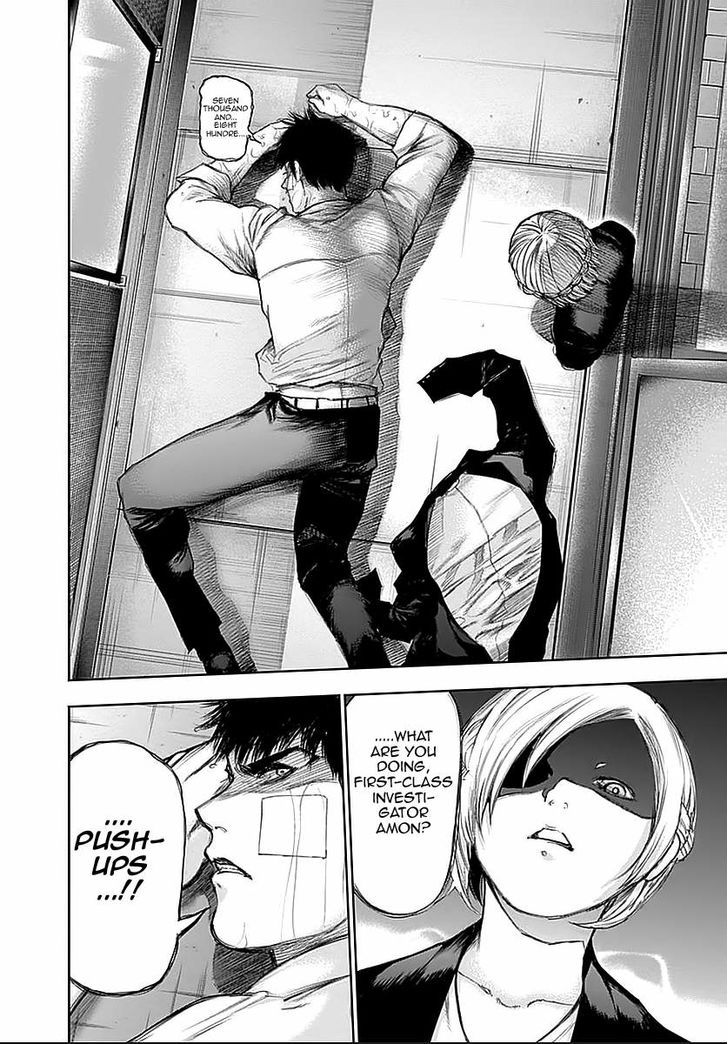 SEVEN
THOUSAND
AND...
EIGHT
HUNDRE....
.....WHAT
ARE YOU
DOING,
FIRST-CLASS
INVESTI-
GATOR
AMON?
....
PUSH-
UPS
...!!